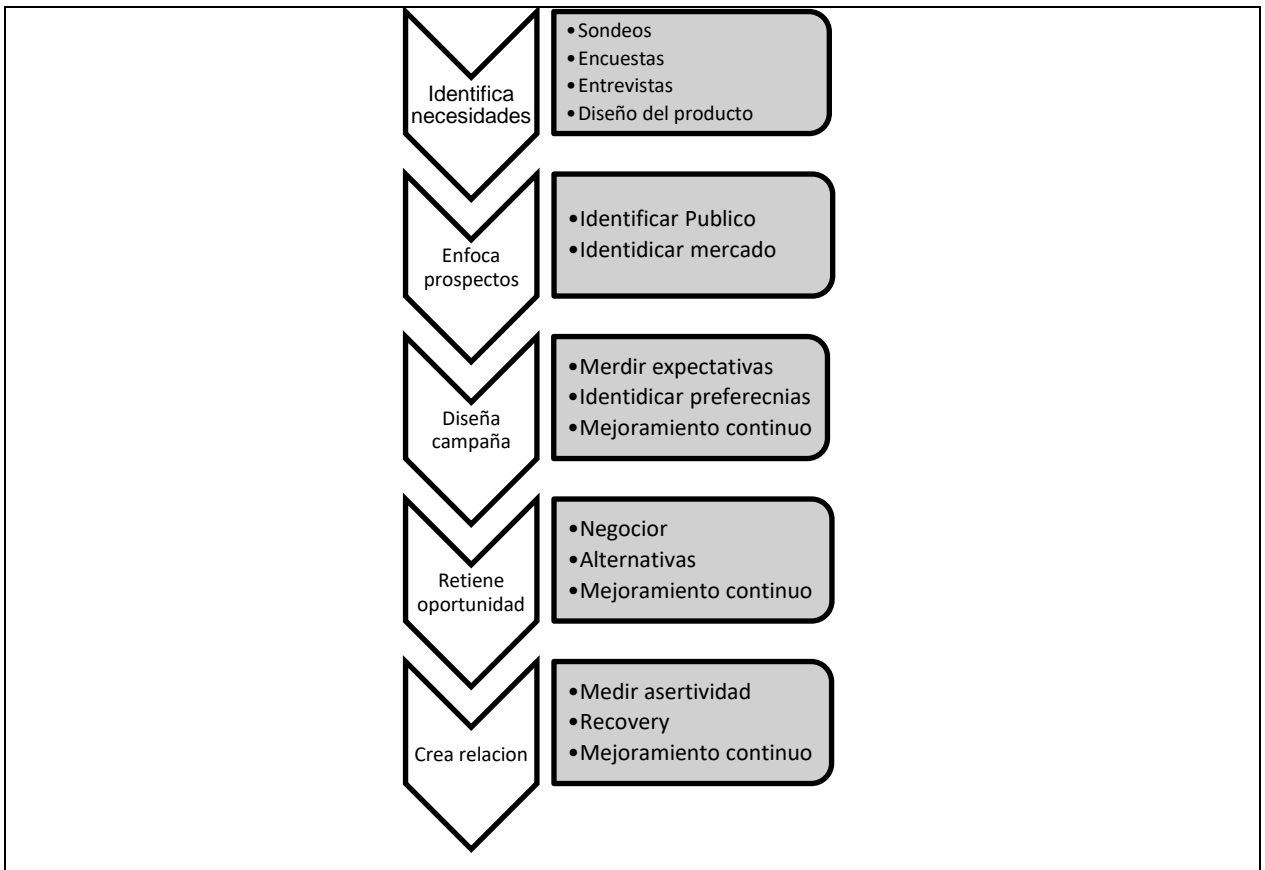 Identifica
necesidades
•Sondeos
•Encuestas
•Entrevistas
•Diseño del producto
Enfoca
prospectos
•Identificar Publico
•Identidicar mercado
Diseña
campaña
•Merdir expectativas
•Identidicar preferecnias
•Mejoramiento continuo
Retiene
oportunidad
•Negocior
•Alternativas
•Mejoramiento continuo
Crea relacion
•Medir asertividad
•Recovery
•Mejoramiento continuo